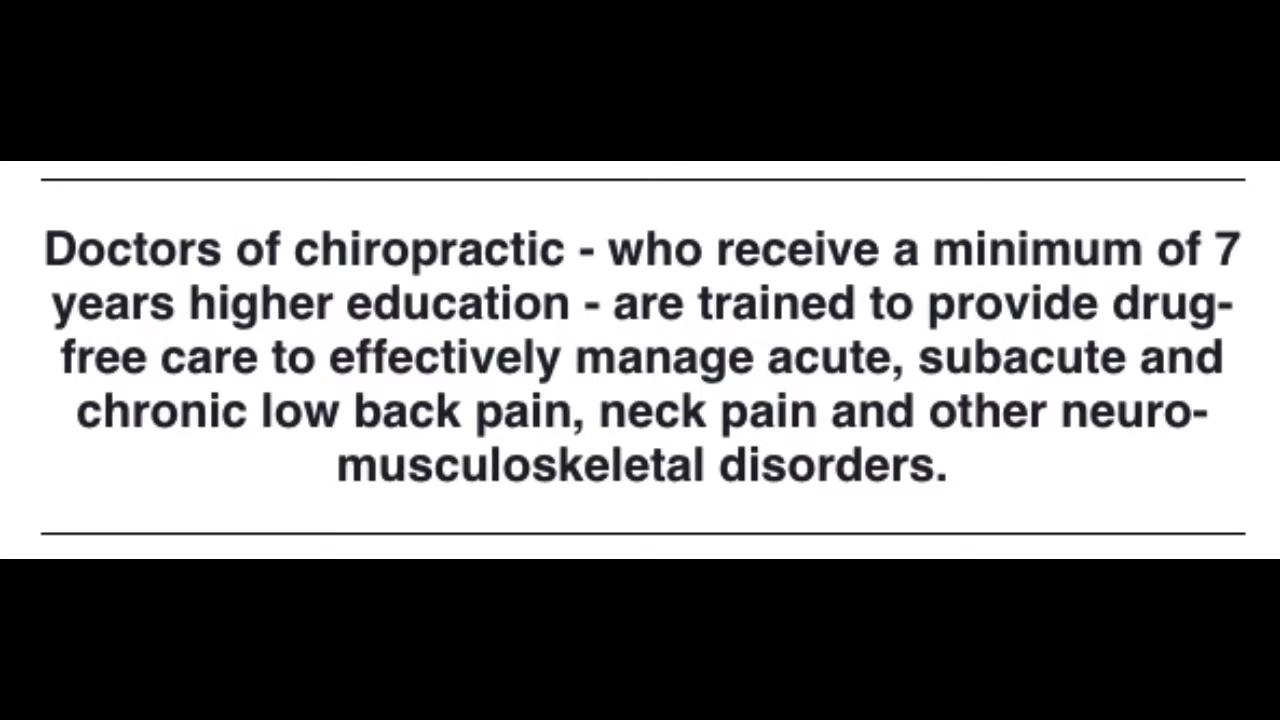 Doctors of chiropractic - who receive a minimum of 7
years higher education - are trained to provide drug-
free care to effectively manage acute, subacute and
chronic low back pain, neck pain and other neuro-
musculoskeletal disorders.